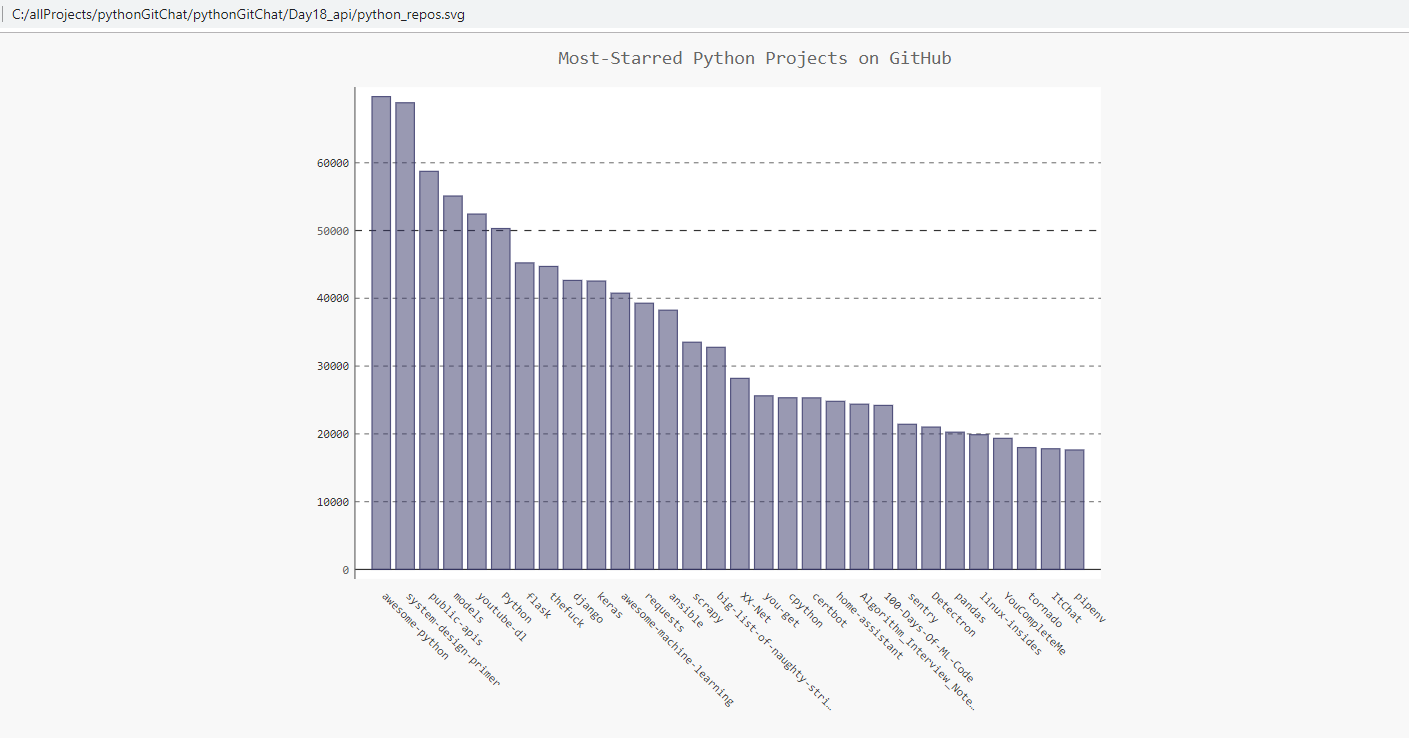 C:/allProjects/pythonGitChat/pythonGitChat/Day18_api/python_repos.svg
Most-Starred Python Projects on GitHub
60000
50000
40000
30000
20000
10000
0
awesome-python
system-design-primer
public-apis
models
youtube-dl
Python
flask
thefuck
django
keras
awesome-machine-learning
requests
ansible
scrapy
big-list-of-naughty-stri…
XX-Net
you-get
cpython
certbot
home-assistant
Algorithm_Interview_Note…
100-Days-Of-ML-Code
sentry
Detectron
pandas
linux-insides
YouCompleteMe
tornado
ItChat
pipenv